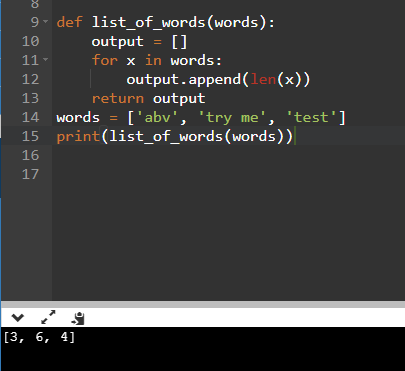 8
9 def list_of_words(words):
10     output = []
11     for x in words:
12         output.append(len(x))
13     return output
14 words = ['abv', 'try me', 'test']
15 print(list_of_words(words))
16
17
[3, 6, 4]